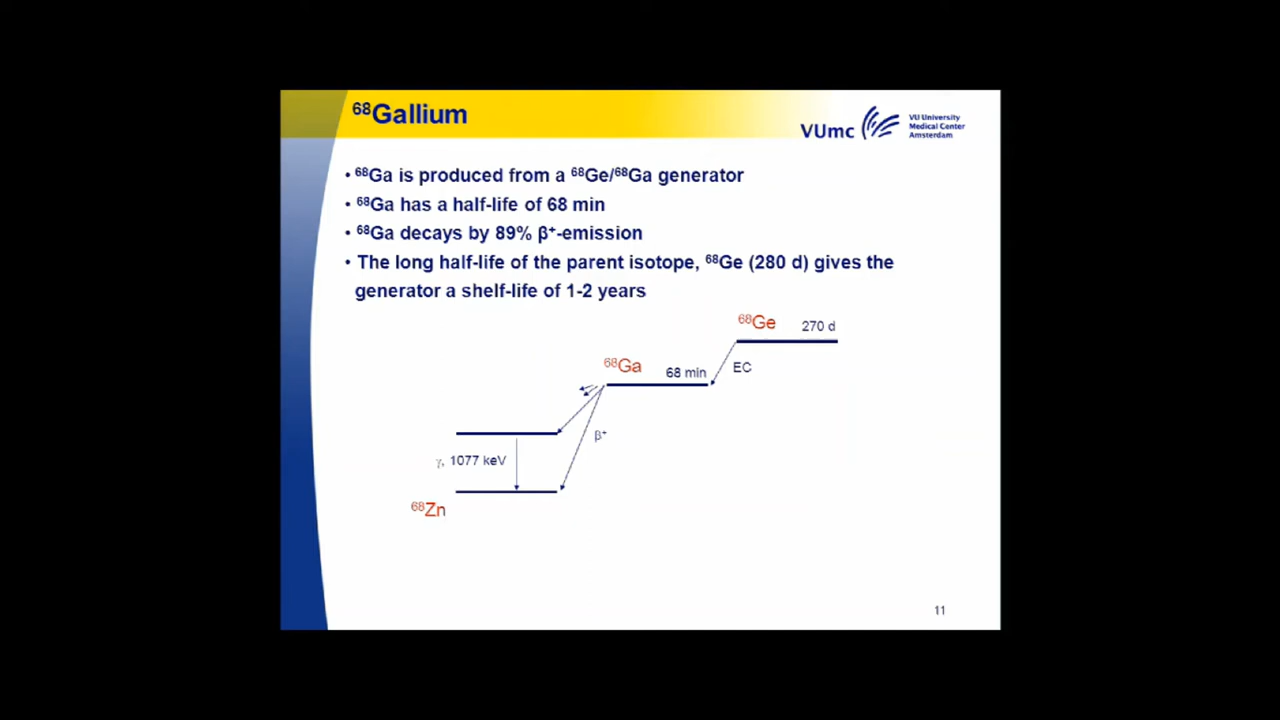 ⁶⁸Gallium
VUmc
VU University
Medical Center
Amsterdam
• ⁶⁸Ga is produced from a ⁶⁸Ge/⁶⁸Ga generator
• ⁶⁸Ga has a half-life of 68 min
• ⁶⁸Ga decays by 89% β⁺-emission
• The long half-life of the parent isotope, ⁶⁸Ge (280 d) gives the
generator a shelf-life of 1-2 years
⁶⁸Ge 270 d
⁶⁸Ga 68 min
EC
β⁺
γ, 1077 keV
⁶⁸Zn
11